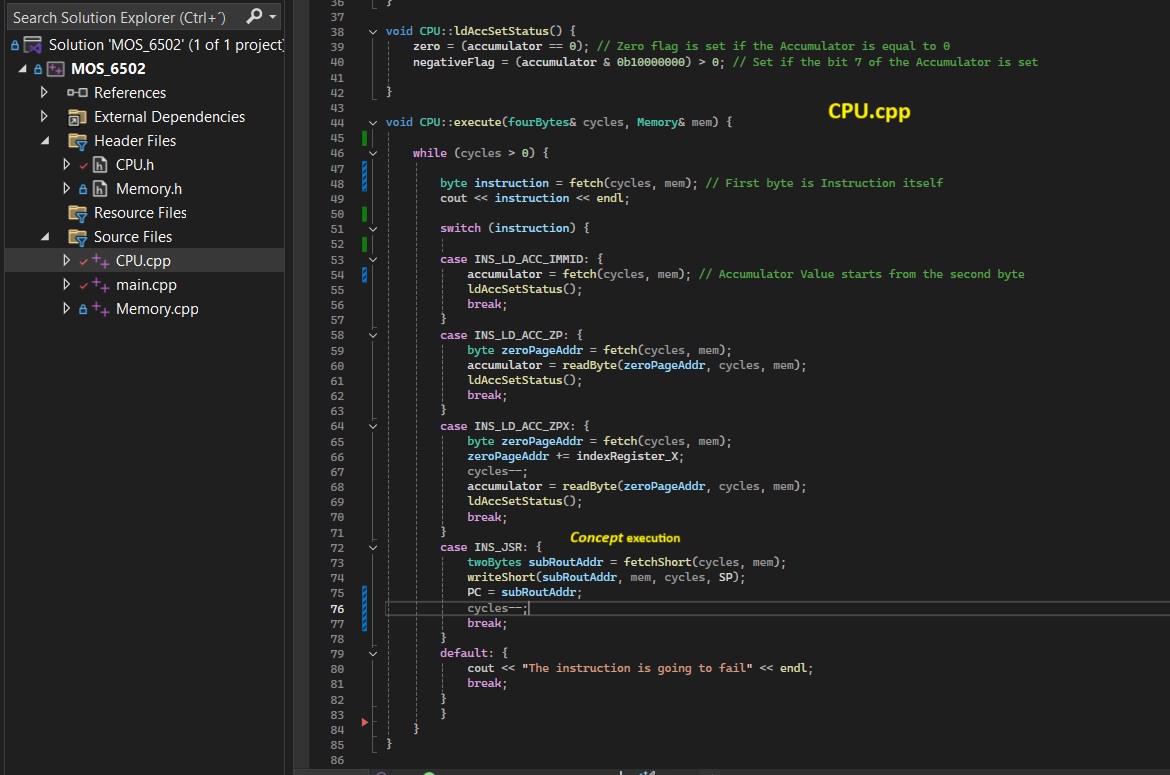 Search Solution Explorer (Ctrl+´)
Solution 'MOS_6502' (1 of 1 project)
MOS_6502
References
External Dependencies
Header Files
CPU.h
Memory.h
Resource Files
Source Files
CPU.cpp
main.cpp
Memory.cpp
36 }
37
38 void CPU::ldAccSetStatus() {
39 zero = (accumulator == 0); // Zero flag is set if the Accumulator is equal to 0
40 negativeFlag = (accumulator & 0b10000000) > 0; // Set if the bit 7 of the Accumulator is set
41
42 }
43
CPU.cpp
44 void CPU::execute(fourBytes& cycles, Memory& mem) {
45
46 while (cycles > 0) {
47
48 byte instruction = fetch(cycles, mem); // First byte is Instruction itself
49 cout << instruction << endl;
50
51 switch (instruction) {
52
53 case INS_LD_ACC_IMMID: {
54 accumulator = fetch(cycles, mem); // Accumulator Value starts from the second byte
55 ldAccSetStatus();
56 break;
57 }
58 case INS_LD_ACC_ZP: {
59 byte zeroPageAddr = fetch(cycles, mem);
60 accumulator = readByte(zeroPageAddr, cycles, mem);
61 ldAccSetStatus();
62 break;
63 }
64 case INS_LD_ACC_ZPX: {
65 byte zeroPageAddr = fetch(cycles, mem);
66 zeroPageAddr += indexRegister_X;
67 cycles--;
68 accumulator = readByte(zeroPageAddr, cycles, mem);
69 ldAccSetStatus();
70 break;
71 }
Concept execution
72 case INS_JSR: {
73 twoBytes subRoutAddr = fetchShort(cycles, mem);
74 writeShort(subRoutAddr, mem, cycles, SP);
75 PC = subRoutAddr;
76 cycles--;
77 break;
78 }
79 default: {
80 cout << "The instruction is going to fail" << endl;
81 break;
82 }
83 }
84 }
85 }
86